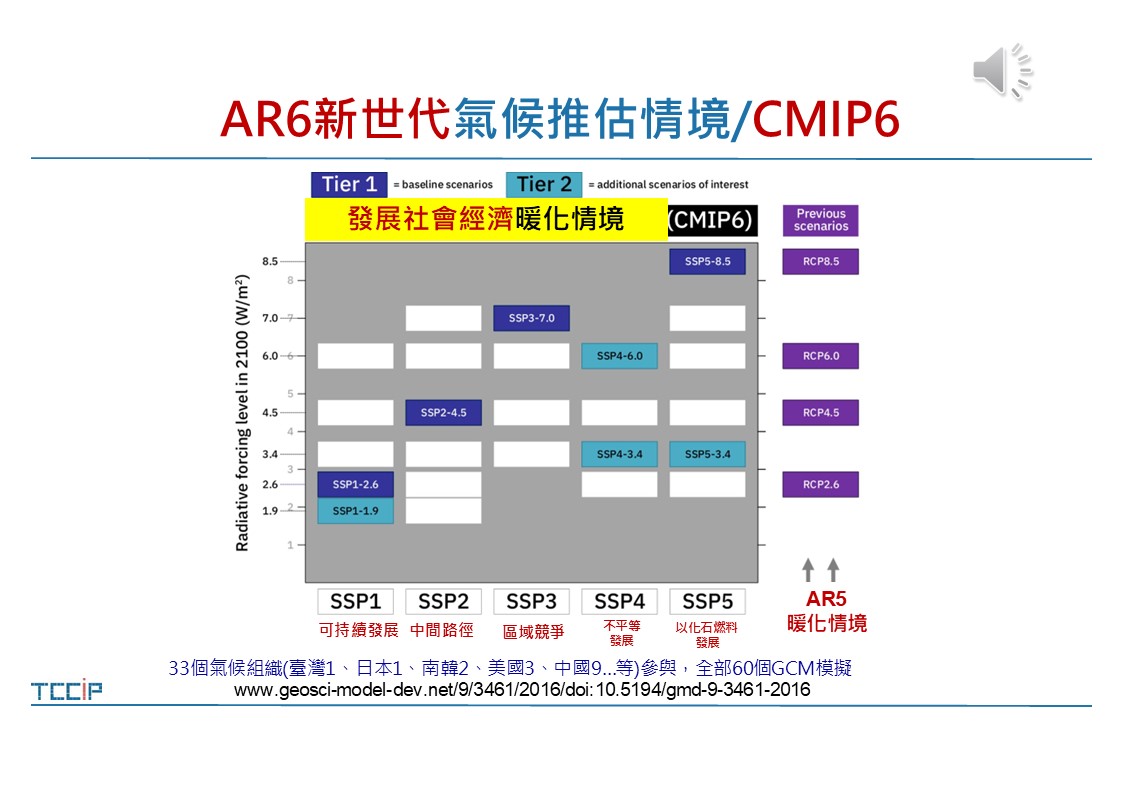 AR6新世代氣候推估情境/CMIP6
Tier 1 = baseline scenarios Tier 2 = additional scenarios of interest
發展社會經濟暖化情境 (CMIP6)
Previous
scenarios
Radiative forcing level in 2100 (W/m²)
8.5 SSP5-8.5 RCP8.5
8
7.0 7 SSP3-7.0
6.0 6 SSP4-6.0 RCP6.0
5
4.5 SSP2-4.5 RCP4.5
4
3.4 SSP4-3.4 SSP5-3.4
3
2.6 SSP1-2.6 RCP2.6
2
1.9 SSP1-1.9
1
SSP1 SSP2 SSP3 SSP4 SSP5
可持續發展 中間路徑 區域競爭 不平等
發展
以化石燃料
發展
AR5
暖化情境
33個氣候組織(臺灣1、日本1、南韓2、美國3、中國9…等)參與，全部60個GCM模擬
www.geosci-model-dev.net/9/3461/2016/doi:10.5194/gmd-9-3461-2016
TCCiP